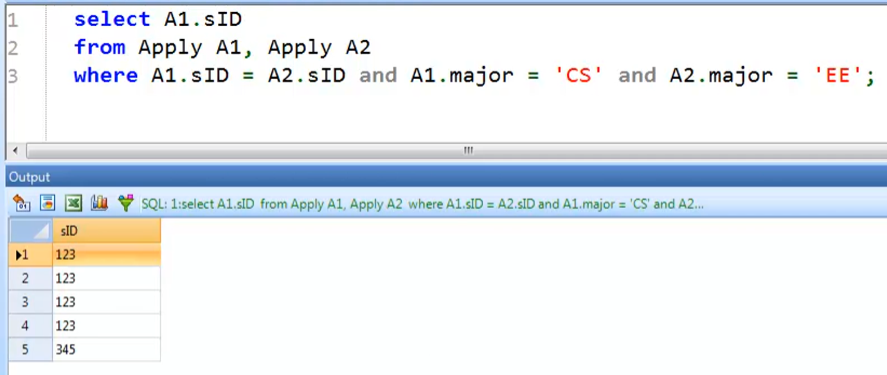 1 select A1.sID
2 from Apply A1, Apply A2
3 where A1.sID = A2.sID and A1.major = 'CS' and A2.major = 'EE';
Output
SQL: 1:select A1.sID from Apply A1, Apply A2 where A1.sID = A2.sID and A1.major = 'CS' and A2...
sID
1 123
2 123
3 123
4 123
5 345